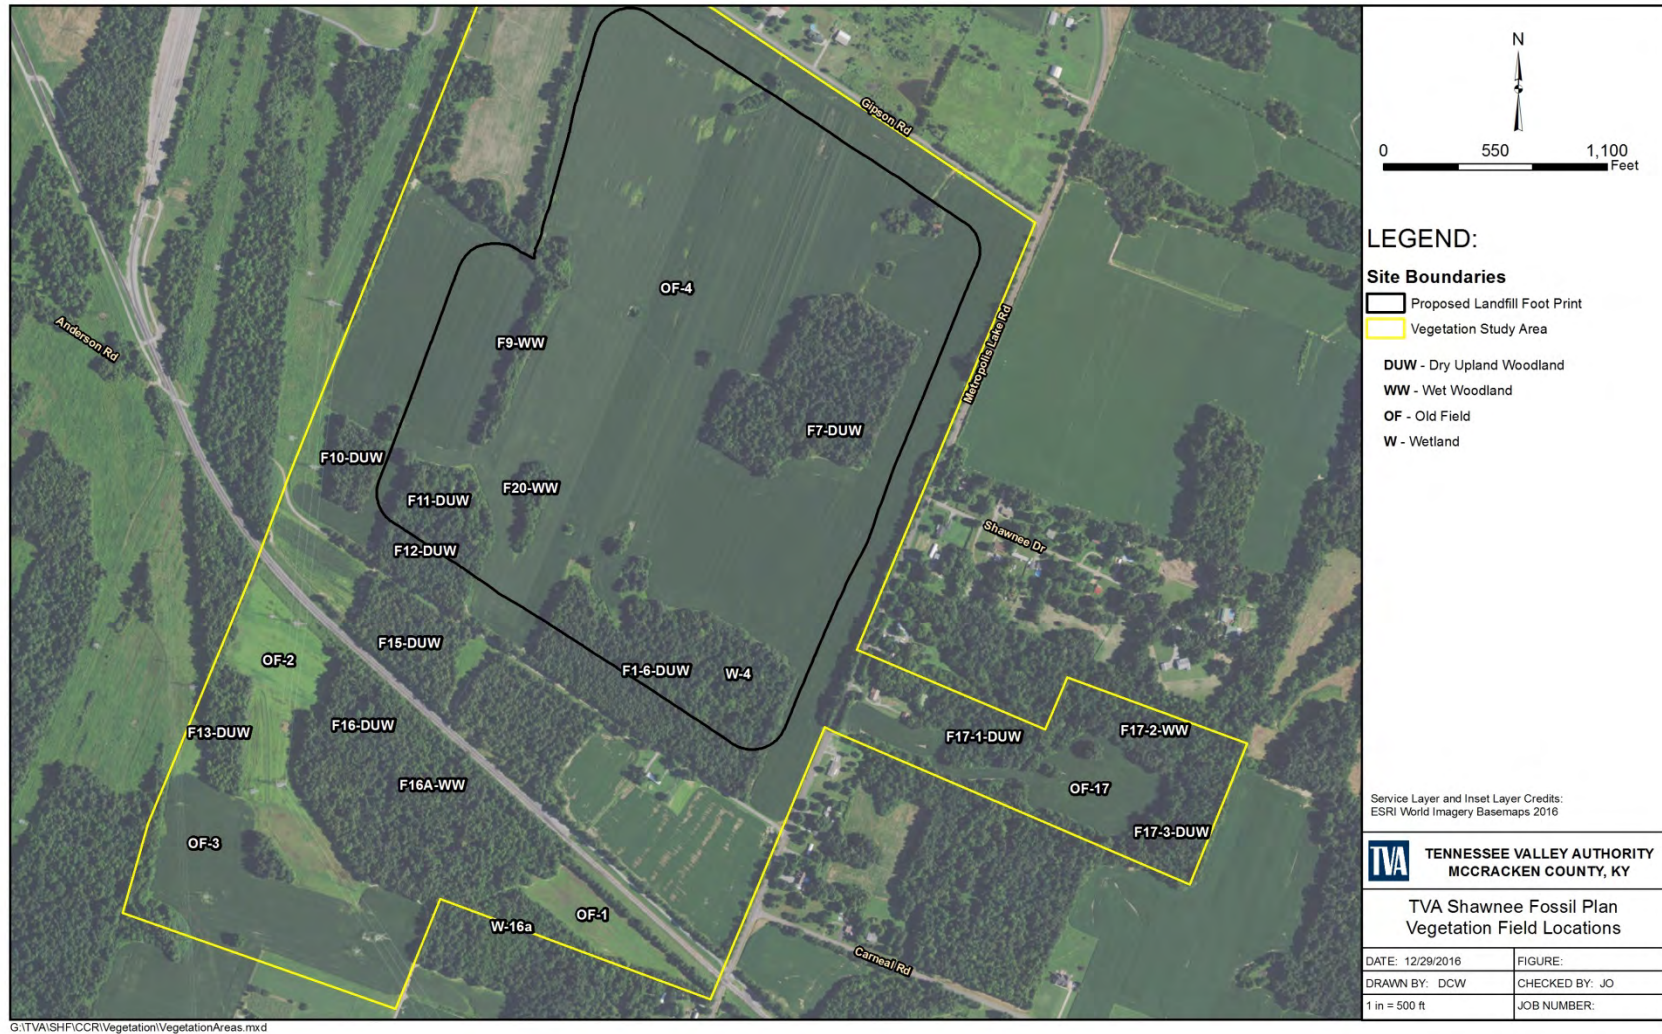 Gipson Rd
OF-4
Anderson Rd
F9-WW
Metropolis Lake Rd
F7-DUW
F10-DUW
F11-DUW
F20-WW
F12-DUW
Shawnee Dr
F15-DUW
OF-2
F1-6-DUW
W-4
F13-DUW
F16-DUW
F17-1-DUW
F17-2-WW
F16A-WW
OF-17
F17-3-DUW
OF-3
OF-1
W-16a
Carneal Rd
N
0 550 1,100
Feet
LEGEND:
Site Boundaries
Proposed Landfill Foot Print
Vegetation Study Area
DUW - Dry Upland Woodland
WW - Wet Woodland
OF - Old Field
W - Wetland
Service Layer and Inset Layer Credits:
ESRI World Imagery Basemaps 2016
TVA
TENNESSEE VALLEY AUTHORITY
MCCRACKEN COUNTY, KY
TVA Shawnee Fossil Plan
Vegetation Field Locations
DATE: 12/29/2016 FIGURE:
DRAWN BY: DCW CHECKED BY: JO
1 in = 500 ft JOB NUMBER:
G:\TVA\SHF\CCR\Vegetation\VegetationAreas.mxd